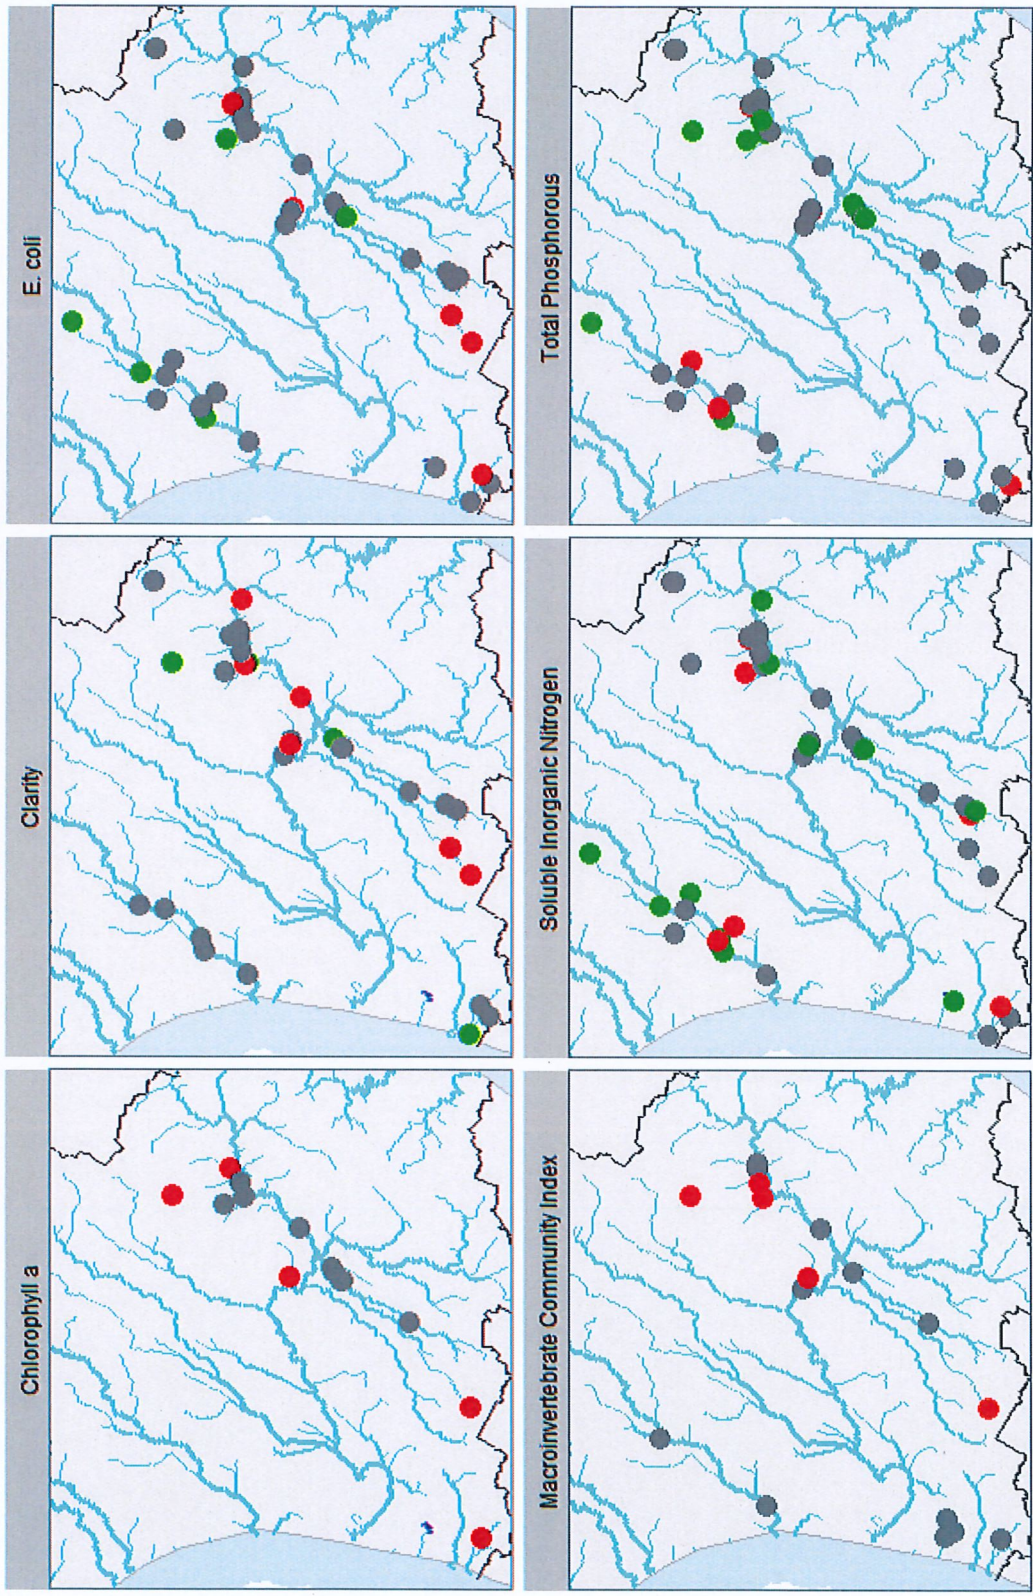 Chlorophyll a
Clarity
E. coli
Macroinvertebrate Community Index
Soluble Inorganic Nitrogen
Total Phosphorous